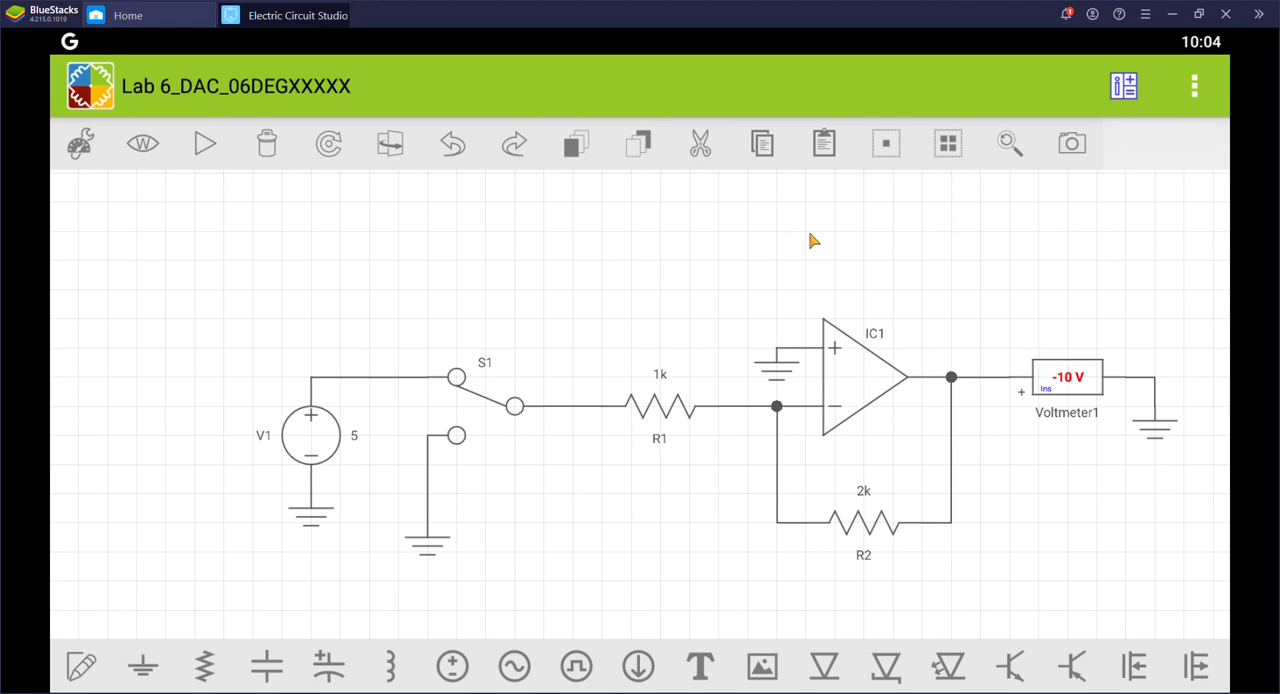 BlueStacks
4.215.0.1019
Home
Electric Circuit Studio
1
G
10:04
Lab 6_DAC_06DEGXXXXX
W
S1
V1
5
1k
R1
IC1
2k
R2
-10 V
Ins
Voltmeter1
T